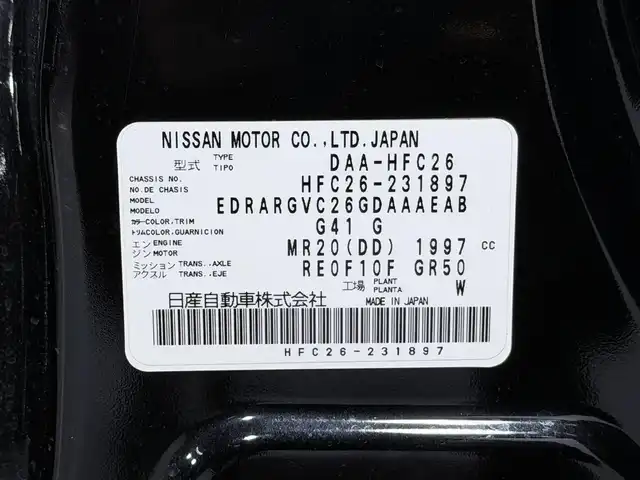 NISSAN MOTOR CO.,LTD.JAPAN
型式 TYPE TIPO DAA-HFC26
CHASSIS NO. NO.DE CHASIS HFC26-231897
MODEL MODELO EDRARGVC26GDAAAEAB
カラー COLOR,TRIM トリム COLOR,GUARNICION G41 G
エンジン ENGINE MOTOR MR20(DD) 1997 CC
ミッション TRANS.,AXLE アクスル TRANS.,EJE RE0F10F GR50
工場 PLANT PLANTA W
日産自動車株式会社 MADE IN JAPAN
HFC26-231897